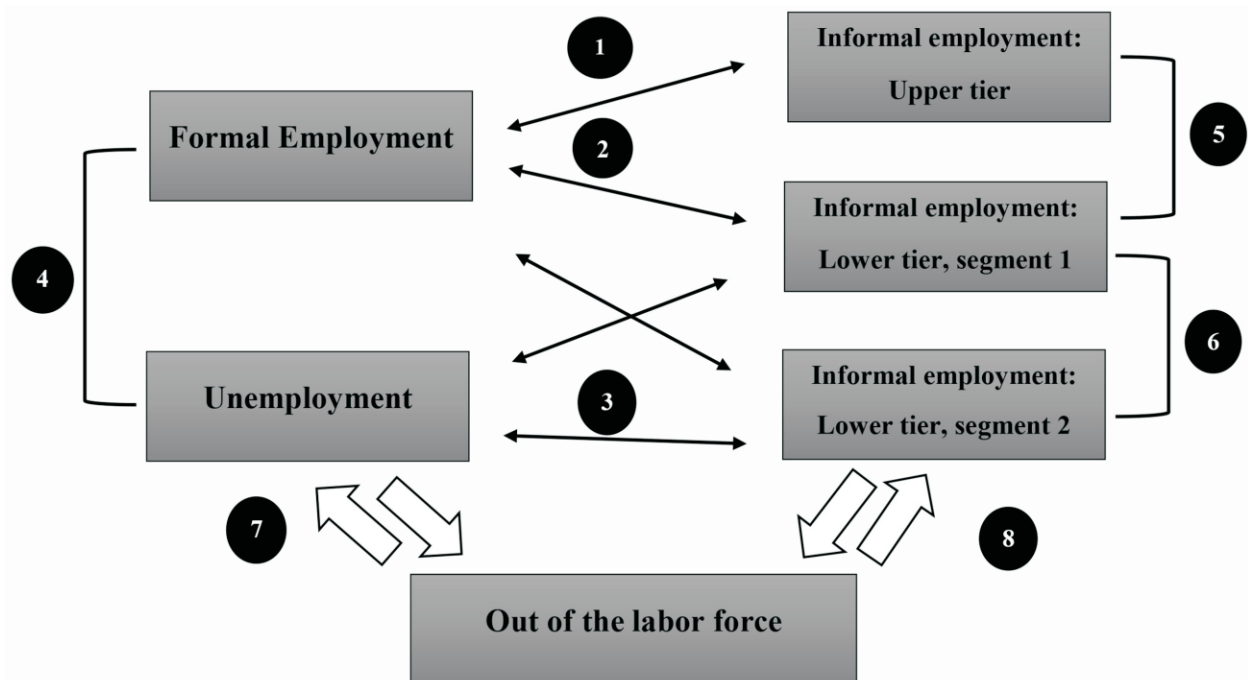 1
Informal employment:
Upper tier
Formal Employment
2
5
Informal employment:
Lower tier, segment 1
4
6
Unemployment
3
Informal employment:
Lower tier, segment 2
7
8
Out of the labor force